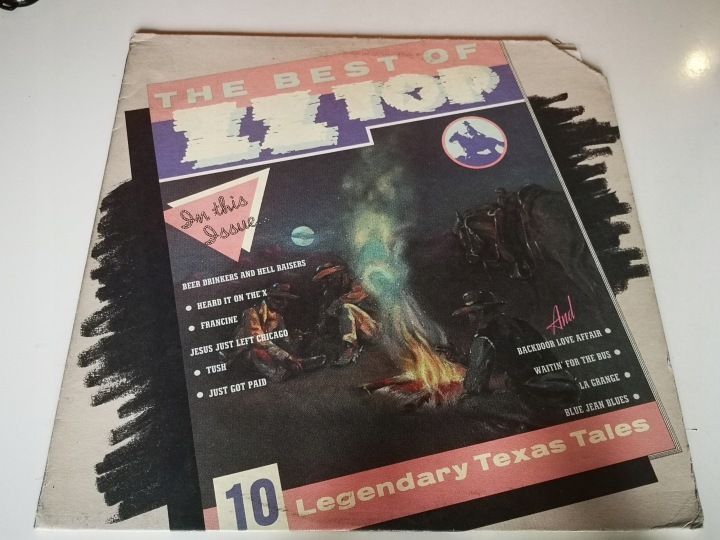 THE BEST OF
ZZ TOP
In this
Issue...
BEER DRINKERS AND HELL RAISERS
• HEARD IT ON THE X
• FRANCINE
JESUS JUST LEFT CHICAGO
• TUSH
• JUST GOT PAID
And
BACKDOOR LOVE AFFAIR •
WAITIN' FOR THE BUS •
LA GRANGE •
BLUE JEAN BLUES •
10 Legendary Texas Tales